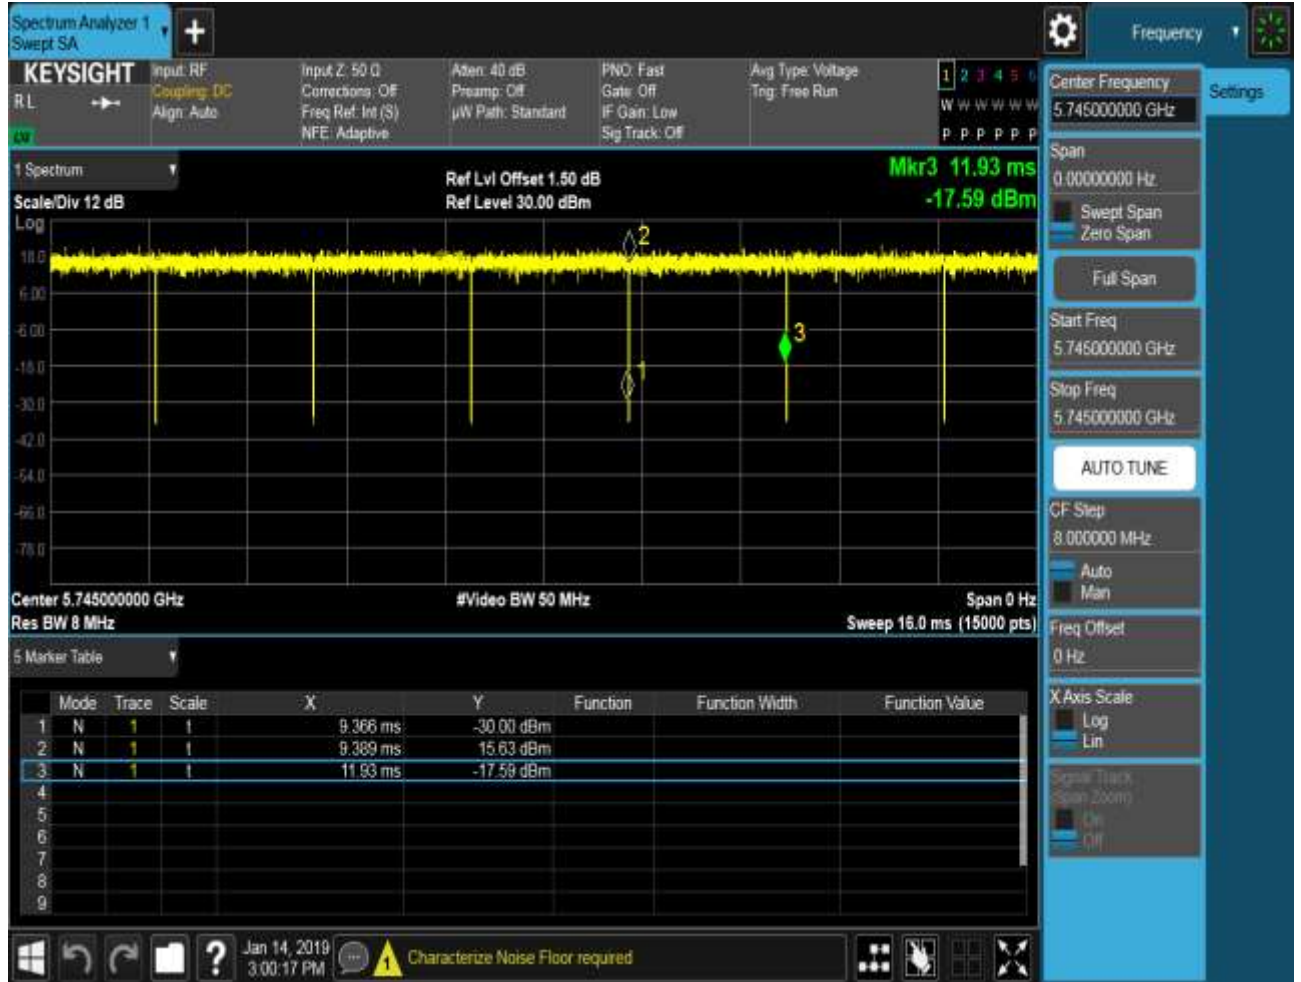 Spectrum Analyzer 1
Swept SA
+
Frequency
KEYSIGHT
RL
Input: RF
Coupling: DC
Align: Auto
Input Z: 50 Ω
Corrections: Off
Freq Ref: Int (S)
NFE: Adaptive
Atten: 40 dB
Preamp: Off
µW Path: Standard
PNO: Fast
Gate: Off
IF Gain: Low
Sig Track: Off
Avg Type: Voltage
Trig: Free Run
1 2 3 4 5 6
W W W W W W
P P P P P P
1 Spectrum
Scale/Div 12 dB
Ref Lvl Offset 1.50 dB
Ref Level 30.00 dBm
Mkr3 11.93 ms
-17.59 dBm
Log
18.0
6.00
-6.00
-18.0
-30.0
-42.0
-54.0
-66.0
-78.0
2
3
1
Center 5.745000000 GHz
#Video BW 50 MHz
Span 0 Hz
Res BW 8 MHz
Sweep 16.0 ms (15000 pts)
5 Marker Table
Mode Trace Scale X Y Function Function Width Function Value
1 N 1 t 9.366 ms -30.00 dBm
2 N 1 t 9.389 ms 15.63 dBm
3 N 1 t 11.93 ms -17.59 dBm
4
5
6
7
8
9
Center Frequency
5.745000000 GHz
Settings
Span
0.00000000 Hz
Swept Span
Zero Span
Full Span
Start Freq
5.745000000 GHz
Stop Freq
5.745000000 GHz
AUTO TUNE
CF Step
8.000000 MHz
Auto
Man
Freq Offset
0 Hz
X Axis Scale
Log
Lin
Signal Track
(Span Zoom)
On
Off
?
Jan 14, 2019
3:00:17 PM
1
Characterize Noise Floor required